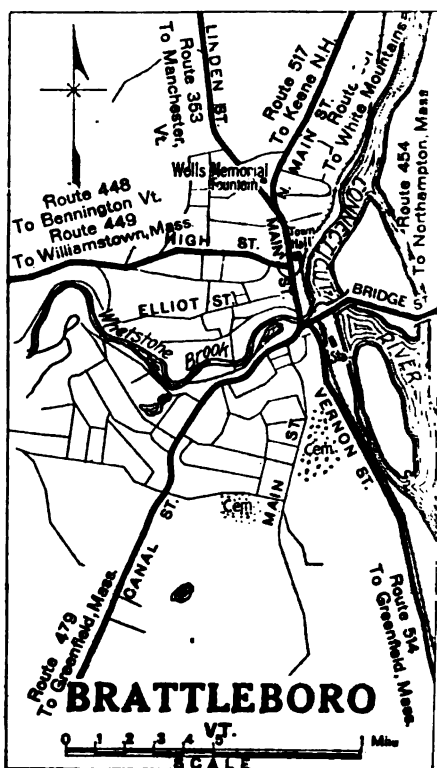 LINDEN ST.
Route 353
To Manchester,
Vt.
Route 517
To Keene N.H.
N. MAIN ST.
To White Mountains
Route 454
To Northampton, Mass
Wells Memorial
Fountain
Route 448
To Bennington Vt.
Route 449
To Williamstown, Mass.
HIGH ST.
Town
Hall
MAIN ST.
CONNECTICUT
RIVER
BRIDGE ST
ELLIOT ST.
Whetstone
Brook
Sta
VERNON ST.
MAIN ST.
Cem.
Cem.
CANAL ST.
Route 479
To Greenfield, Mass.
Route 514
To Greenfield, Mass.
BRATTLEBORO
VT.
0 1 2 3 4 5 1 Mile
SCALE